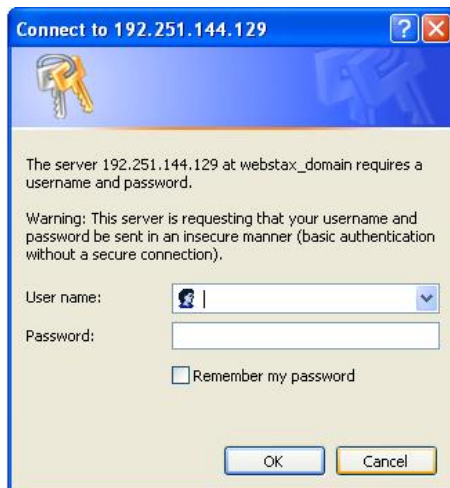 Connect to 192.251.144.129
The server 192.251.144.129 at webstax_domain requires a
username and password.
Warning: This server is requesting that your username and
password be sent in an insecure manner (basic authentication
without a secure connection).
User name:
Password:
Remember my password
OK Cancel